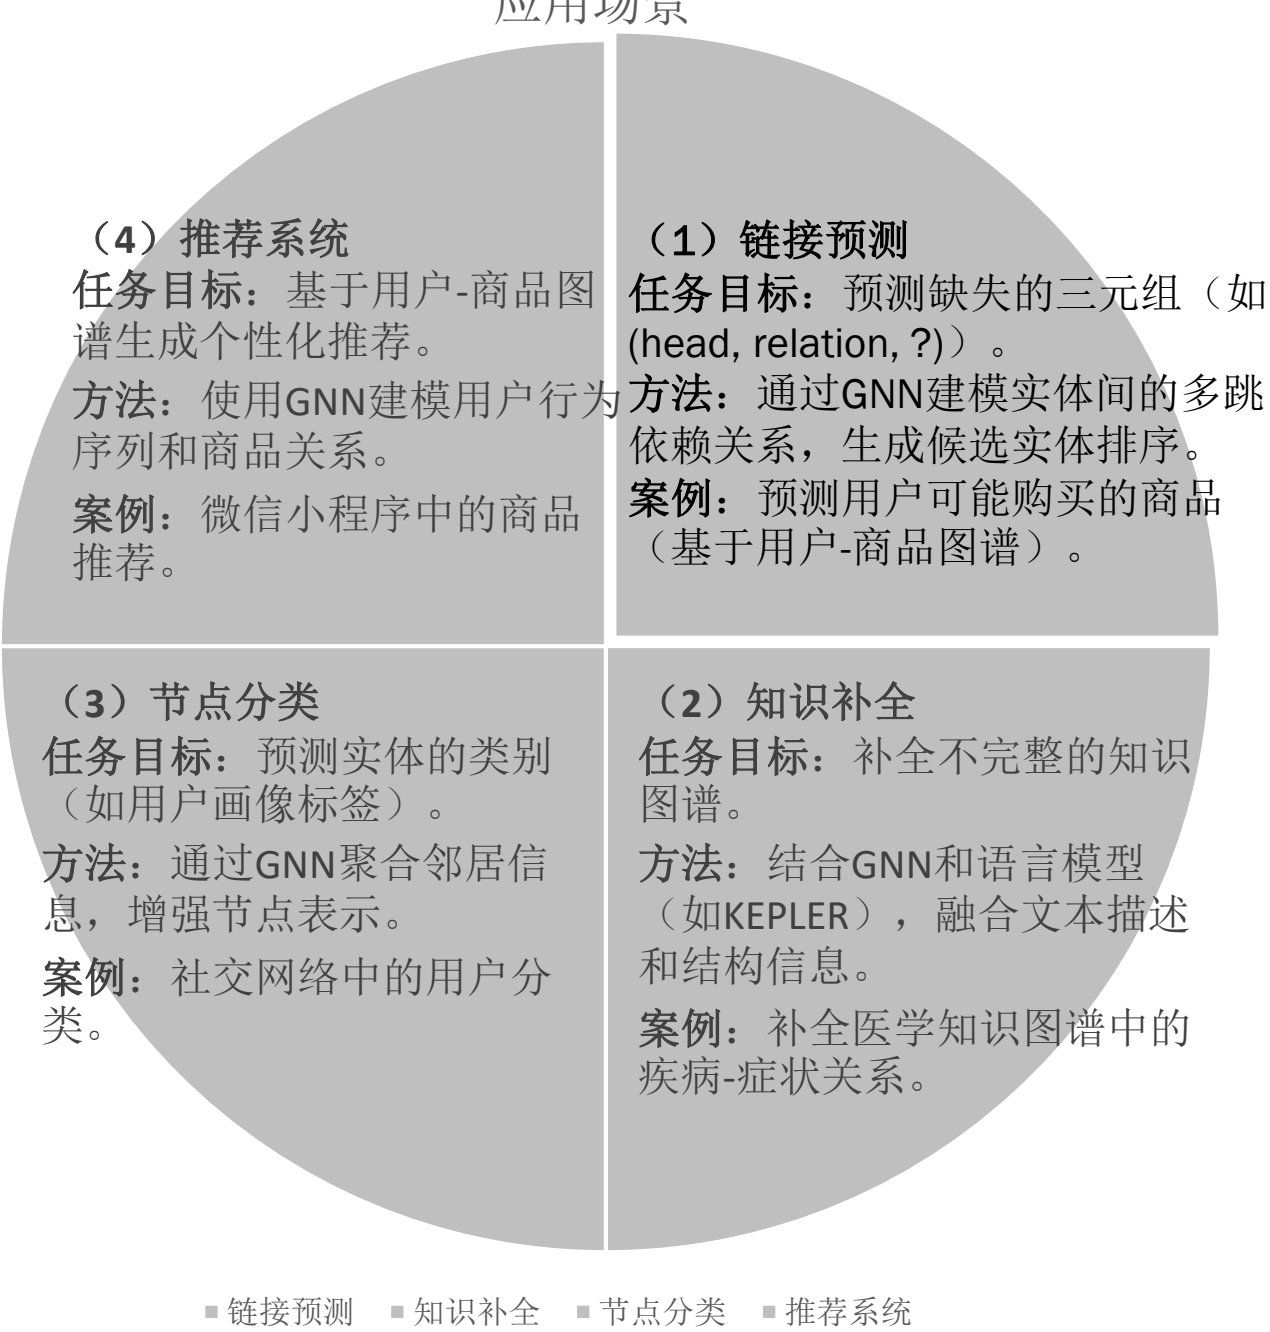 应用场景
（4）推荐系统
任务目标：基于用户-商品图
谱生成个性化推荐。
方法：使用GNN建模用户行为
序列和商品关系。
案例：微信小程序中的商品
推荐。
（1）链接预测
任务目标：预测缺失的三元组（如
(head, relation, ?)）。
方法：通过GNN建模实体间的多跳
依赖关系，生成候选实体排序。
案例：预测用户可能购买的商品
（基于用户-商品图谱）。
（3）节点分类
任务目标：预测实体的类别
（如用户画像标签）。
方法：通过GNN聚合邻居信
息，增强节点表示。
案例：社交网络中的用户分
类。
（2）知识补全
任务目标：补全不完整的知识
图谱。
方法：结合GNN和语言模型
（如KEPLER），融合文本描述
和结构信息。
案例：补全医学知识图谱中的
疾病-症状关系。
链接预测 知识补全 节点分类 推荐系统